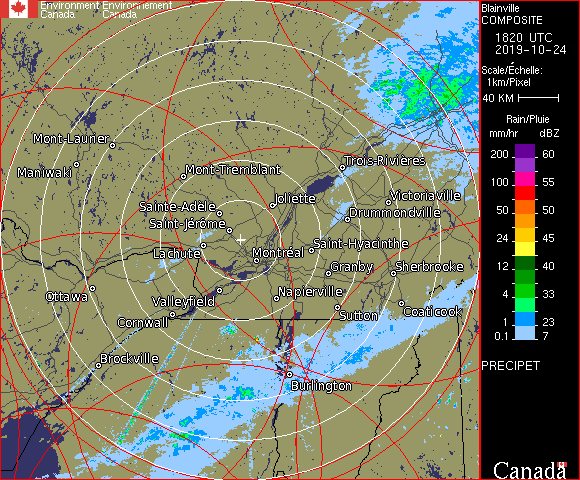 Environment Environnement
Canada Canada
Blainville
COMPOSITE
1820 UTC
2019-10-24
Scale/Échelle:
1km/Pixel
40 KM
Rain/Pluie
mm/hr dBZ
200 60
100 55
50 50
24 45
12 40
4 33
1 23
0.1 7
PRECIPET
Canada
Mont-Laurier
Maniwaki
Mont-Tremblant
Trois-Rivières
Joliette
Victoriaville
Sainte-Adèle
Drummondville
Saint-Jérôme
Lachute
Montréal
Saint-Hyacinthe
Granby
Sherbrooke
Ottawa
Valleyfield
Napierville
Cornwall
Sutton
Coaticook
Brockville
Burlington